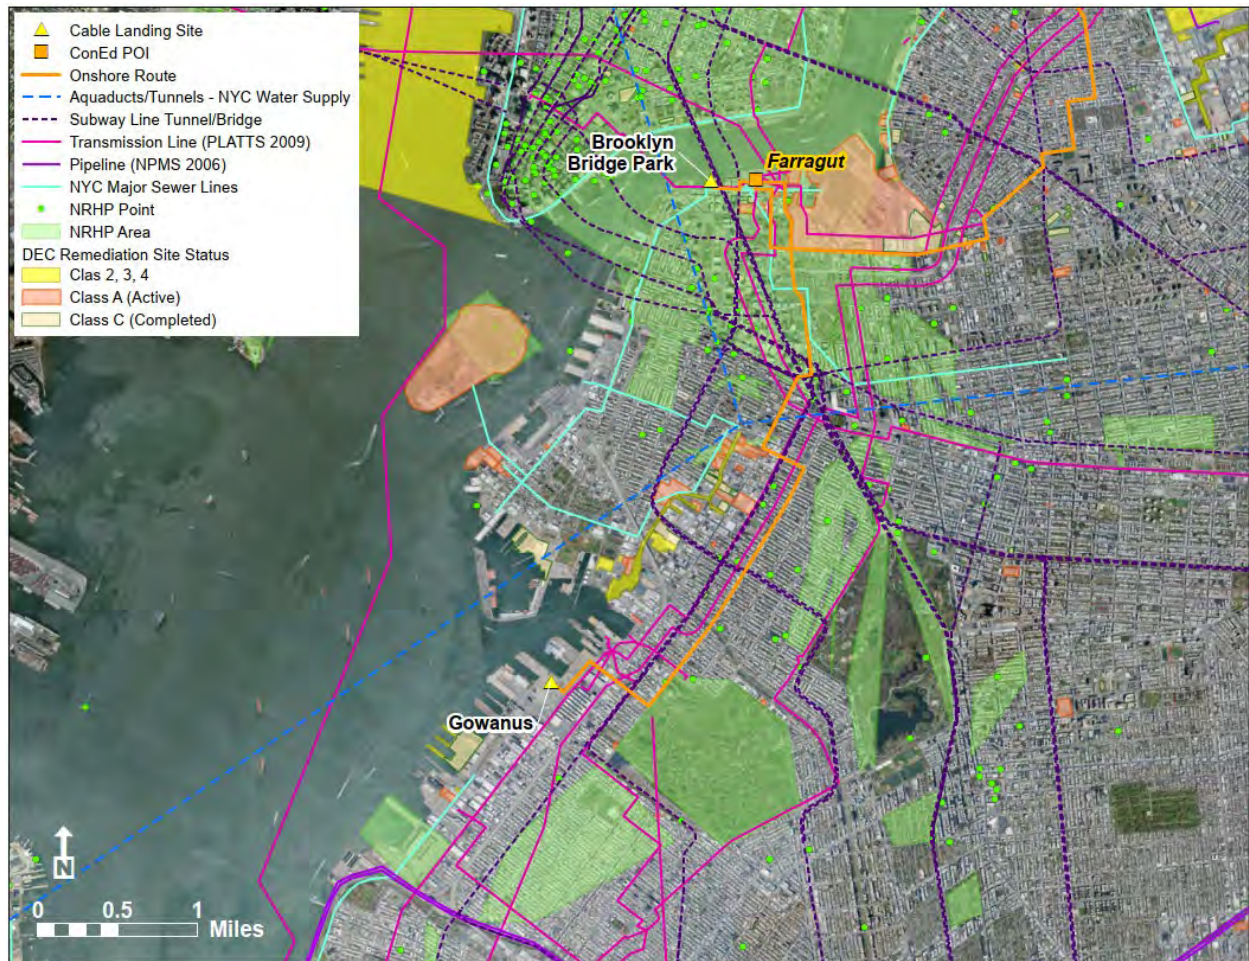 Cable Landing Site
ConEd POI
Onshore Route
Aquaducts/Tunnels - NYC Water Supply
Subway Line Tunnel/Bridge
Transmission Line (PLATTS 2009)
Pipeline (NPMS 2006)
NYC Major Sewer Lines
NRHP Point
NRHP Area
DEC Remediation Site Status
Clas 2, 3, 4
Class A (Active)
Class C (Completed)
Brooklyn
Bridge Park
Farragut
Gowanus
N
0 0.5 1
Miles